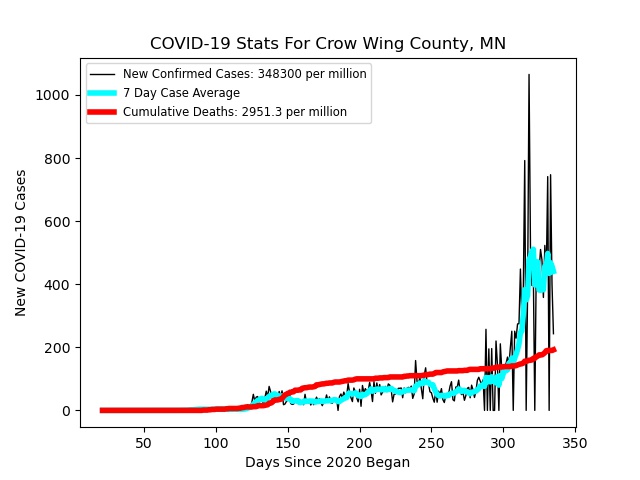 COVID-19 Stats For Crow Wing County, MN
New Confirmed Cases: 348300 per million
7 Day Case Average
Cumulative Deaths: 2951.3 per million
New COVID-19 Cases
1000
800
600
400
200
0
50 100 150 200 250 300 350
Days Since 2020 Began